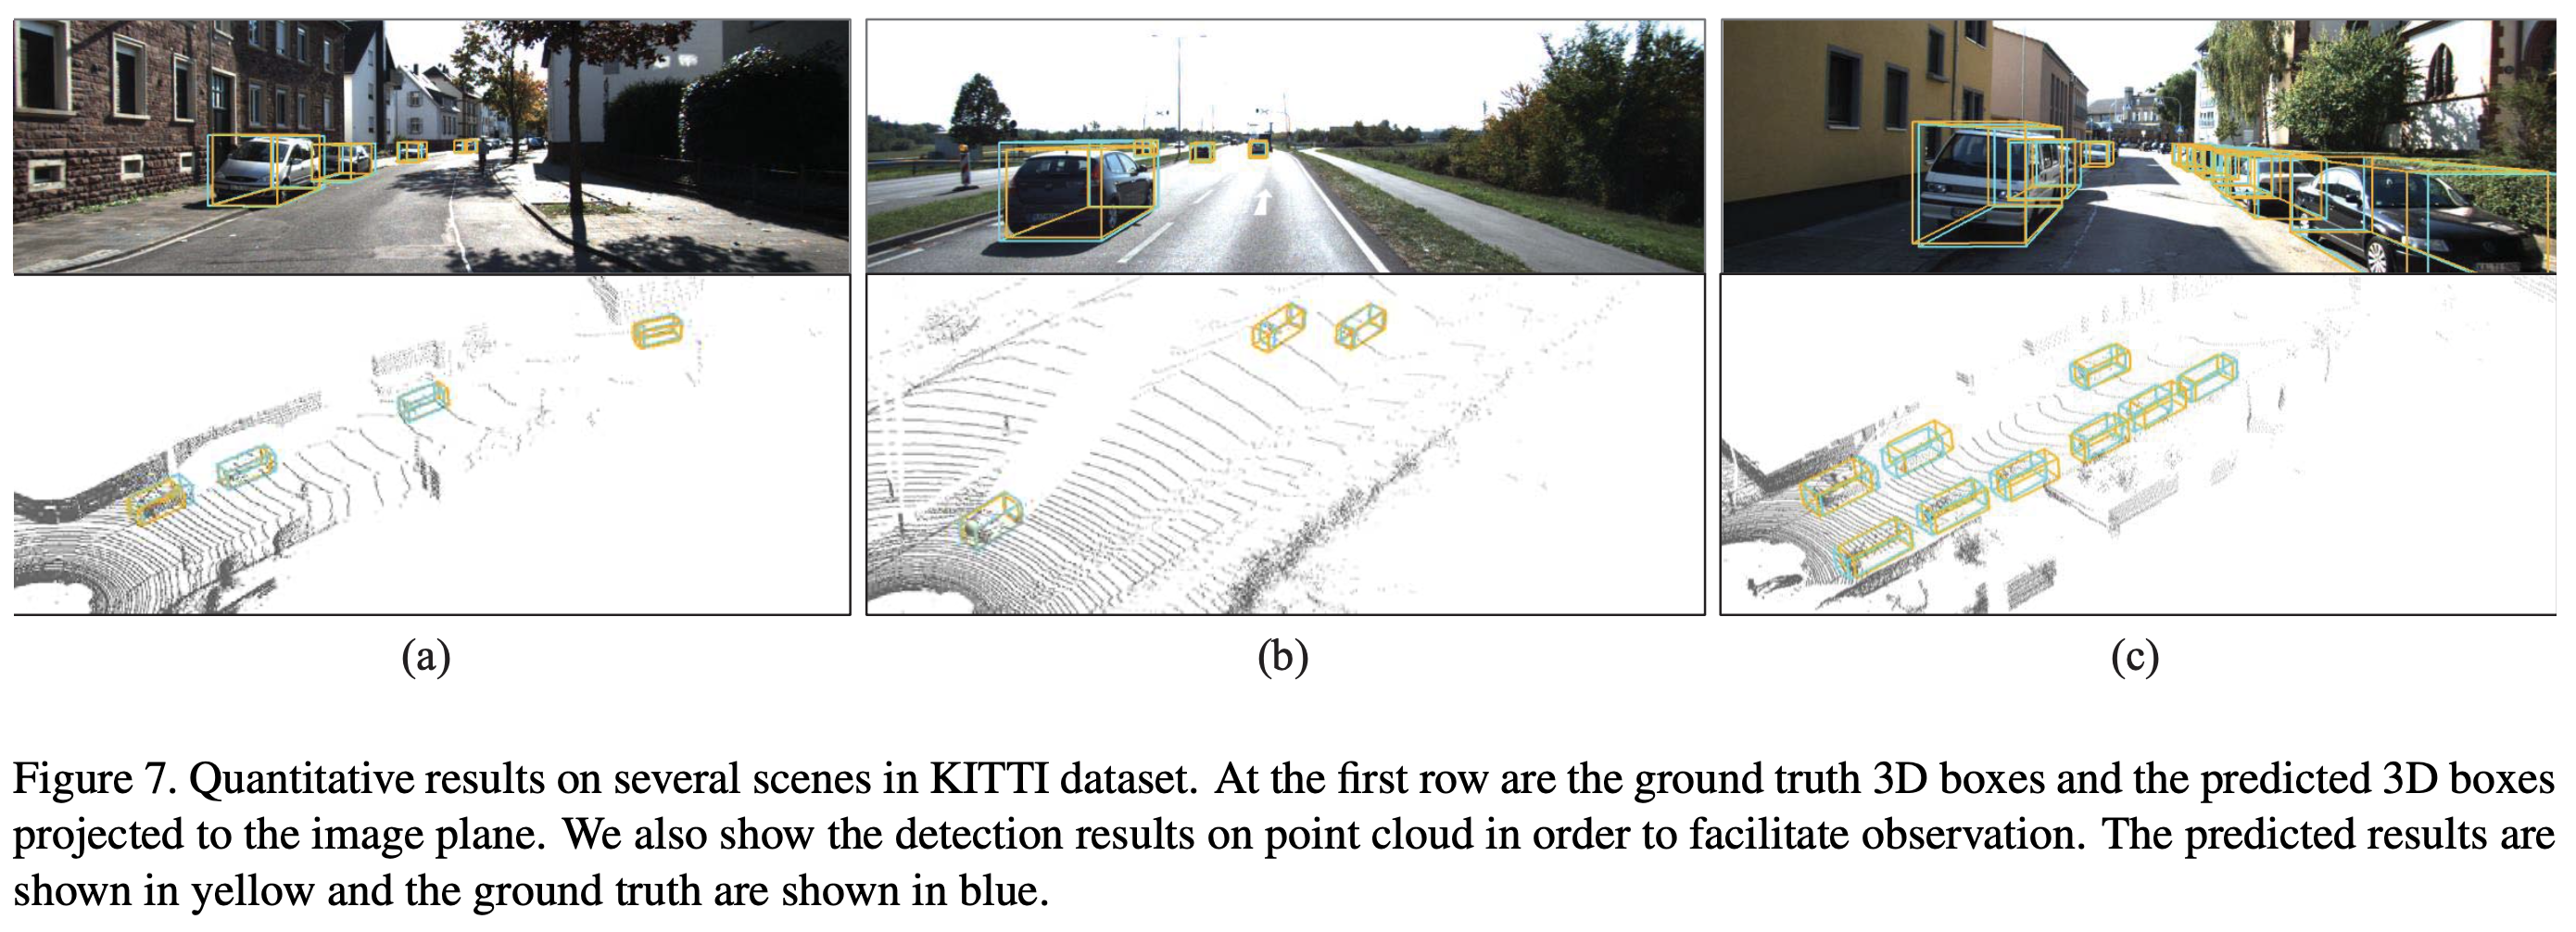 (a)
(b)
(c)
Figure 7. Quantitative results on several scenes in KITTI dataset. At the first row are the ground truth 3D boxes and the predicted 3D boxes
projected to the image plane. We also show the detection results on point cloud in order to facilitate observation. The predicted results are
shown in yellow and the ground truth are shown in blue.